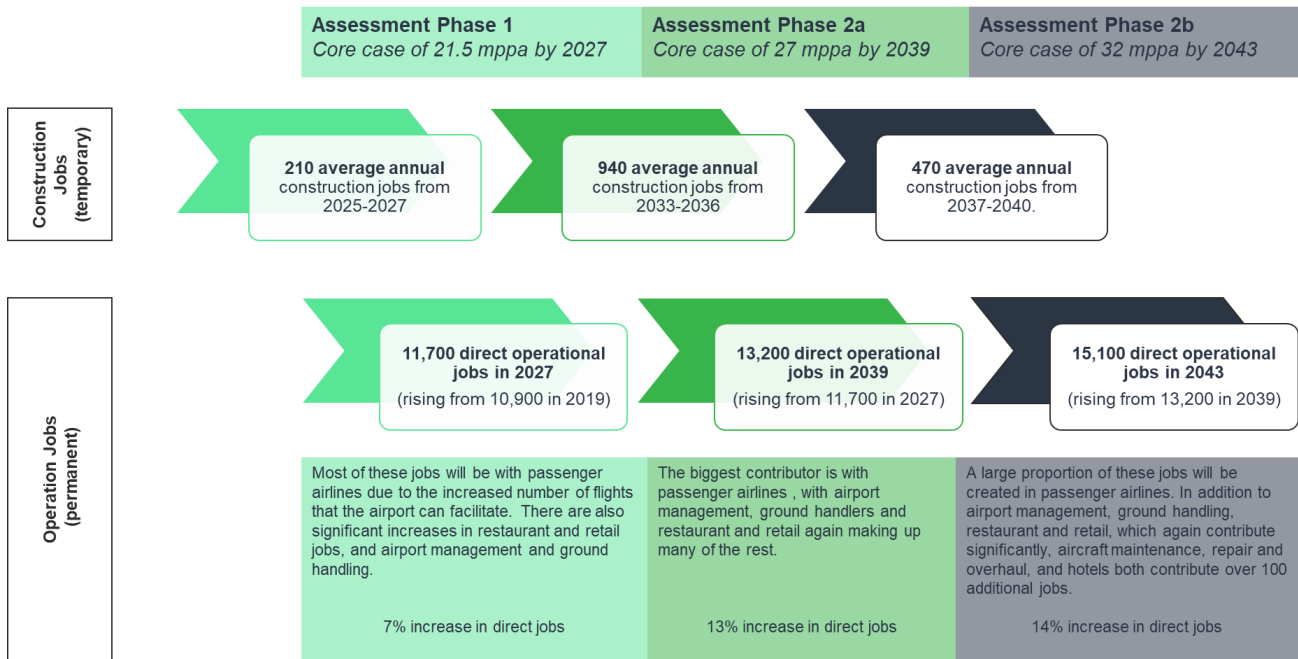 Assessment Phase 1
Core case of 21.5 mppa by 2027
Assessment Phase 2a
Core case of 27 mppa by 2039
Assessment Phase 2b
Core case of 32 mppa by 2043
Construction
Jobs
(temporary)
210 average annual
construction jobs from
2025-2027
940 average annual
construction jobs from
2033-2036
470 average annual
construction jobs from
2037-2040.
Operation Jobs
(permanent)
11,700 direct operational
jobs in 2027
(rising from 10,900 in 2019)
13,200 direct operational
jobs in 2039
(rising from 11,700 in 2027)
15,100 direct operational
jobs in 2043
(rising from 13,200 in 2039)
Most of these jobs will be with passenger
airlines due to the increased number of flights
that the airport can facilitate. There are also
significant increases in restaurant and retail
jobs, and airport management and ground
handling.
7% increase in direct jobs
The biggest contributor is with
passenger airlines , with airport
management, ground handlers and
restaurant and retail again making up
many of the rest.
13% increase in direct jobs
A large proportion of these jobs will be
created in passenger airlines. In addition to
airport management, ground handling,
restaurant and retail, which again contribute
significantly, aircraft maintenance, repair and
overhaul, and hotels both contribute over 100
additional jobs.
14% increase in direct jobs